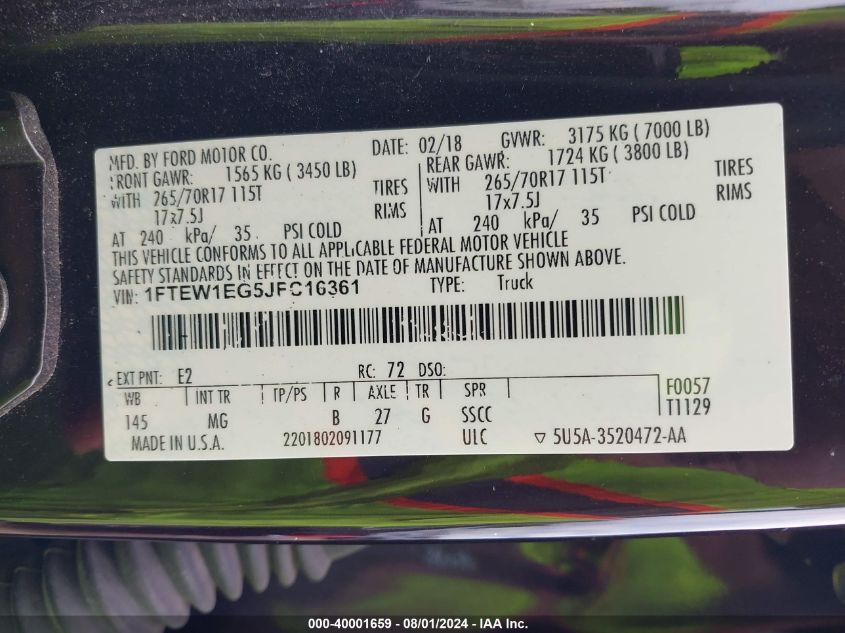 MFD. BY FORD MOTOR CO. DATE: 02/18 GVWR: 3175 KG ( 7000 LB)
FRONT GAWR: 1565 KG ( 3450 LB) REAR GAWR: 1724 KG ( 3800 LB)
WITH 265/70R17 115T TIRES WITH 265/70R17 115T TIRES
17x7.5J RIMS 17x7.5J RIMS
AT 240 kPa/ 35 PSI COLD AT 240 kPa/ 35 PSI COLD
THIS VEHICLE CONFORMS TO ALL APPLICABLE FEDERAL MOTOR VEHICLE
SAFETY STANDARDS IN EFFECT ON THE DATE OF MANUFACTURE SHOWN ABOVE.
VIN: 1FTEW1EG5JFC16361 TYPE: Truck
EXT PNT: E2 RC: 72 DSO:
WB INT TR TP/PS R AXLE TR SPR F0057
145 MG B 27 G SSCC T1129
MADE IN U.S.A. 2201802091177 ULC ▽ 5U5A-3520472-AA
000-40001659 - 08/01/2024 - IAA Inc.